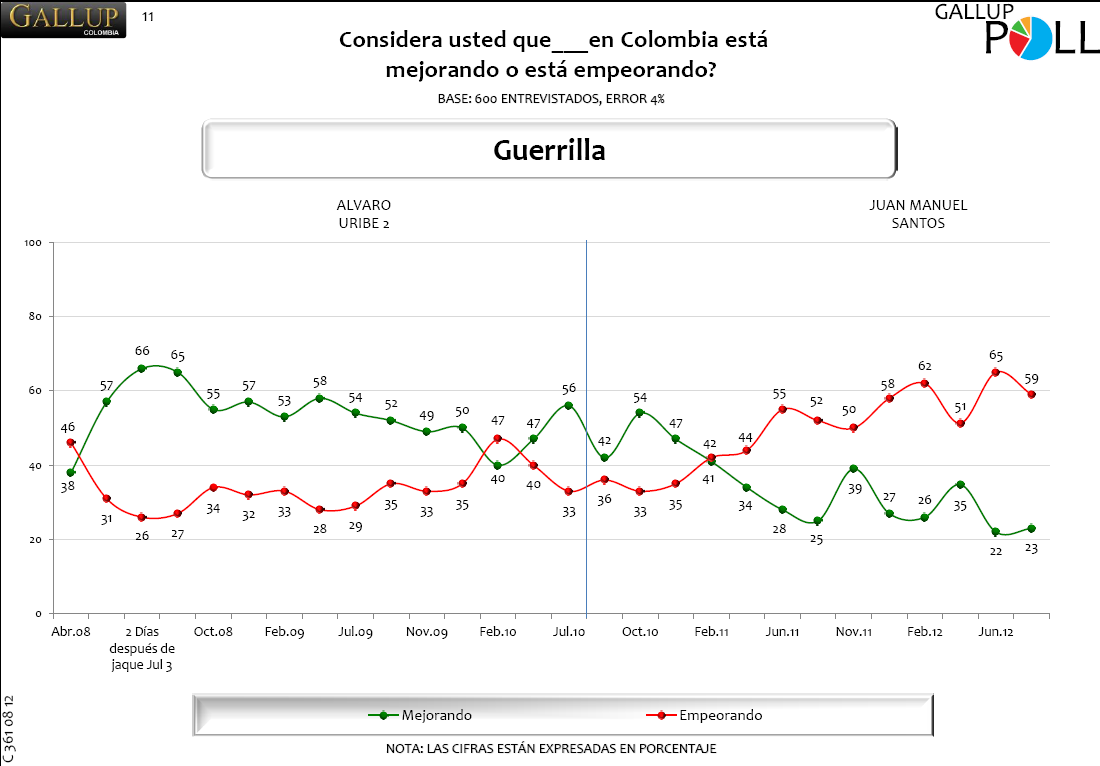 GALLUP
COLOMBIA
11
GALLUP
POLL
Considera usted que___en Colombia está
mejorando o está empeorando?
BASE: 600 ENTREVISTADOS, ERROR 4%
Guerrilla
ALVARO
URIBE 2
JUAN MANUEL
SANTOS
100
80
60
40
20
0
46 57 66 65 55 57 53 58 54 52 49 50 47 47 56 42 54 47 42 44 55 52 50 58 62 51 65 59
38 31 26 27 34 32 33 28 29 35 33 35 40 40 33 36 33 35 41 34 28 25 39 27 26 35 22 23
Abr.08 2 Días Oct.08 Feb.09 Jul.09 Nov.09 Feb.10 Jul.10 Oct.10 Feb.11 Jun.11 Nov.11 Feb.12 Jun.12
después de
jaque Jul 3
Mejorando Empeorando
NOTA: LAS CIFRAS ESTÁN EXPRESADAS EN PORCENTAJE
C 361 08 12